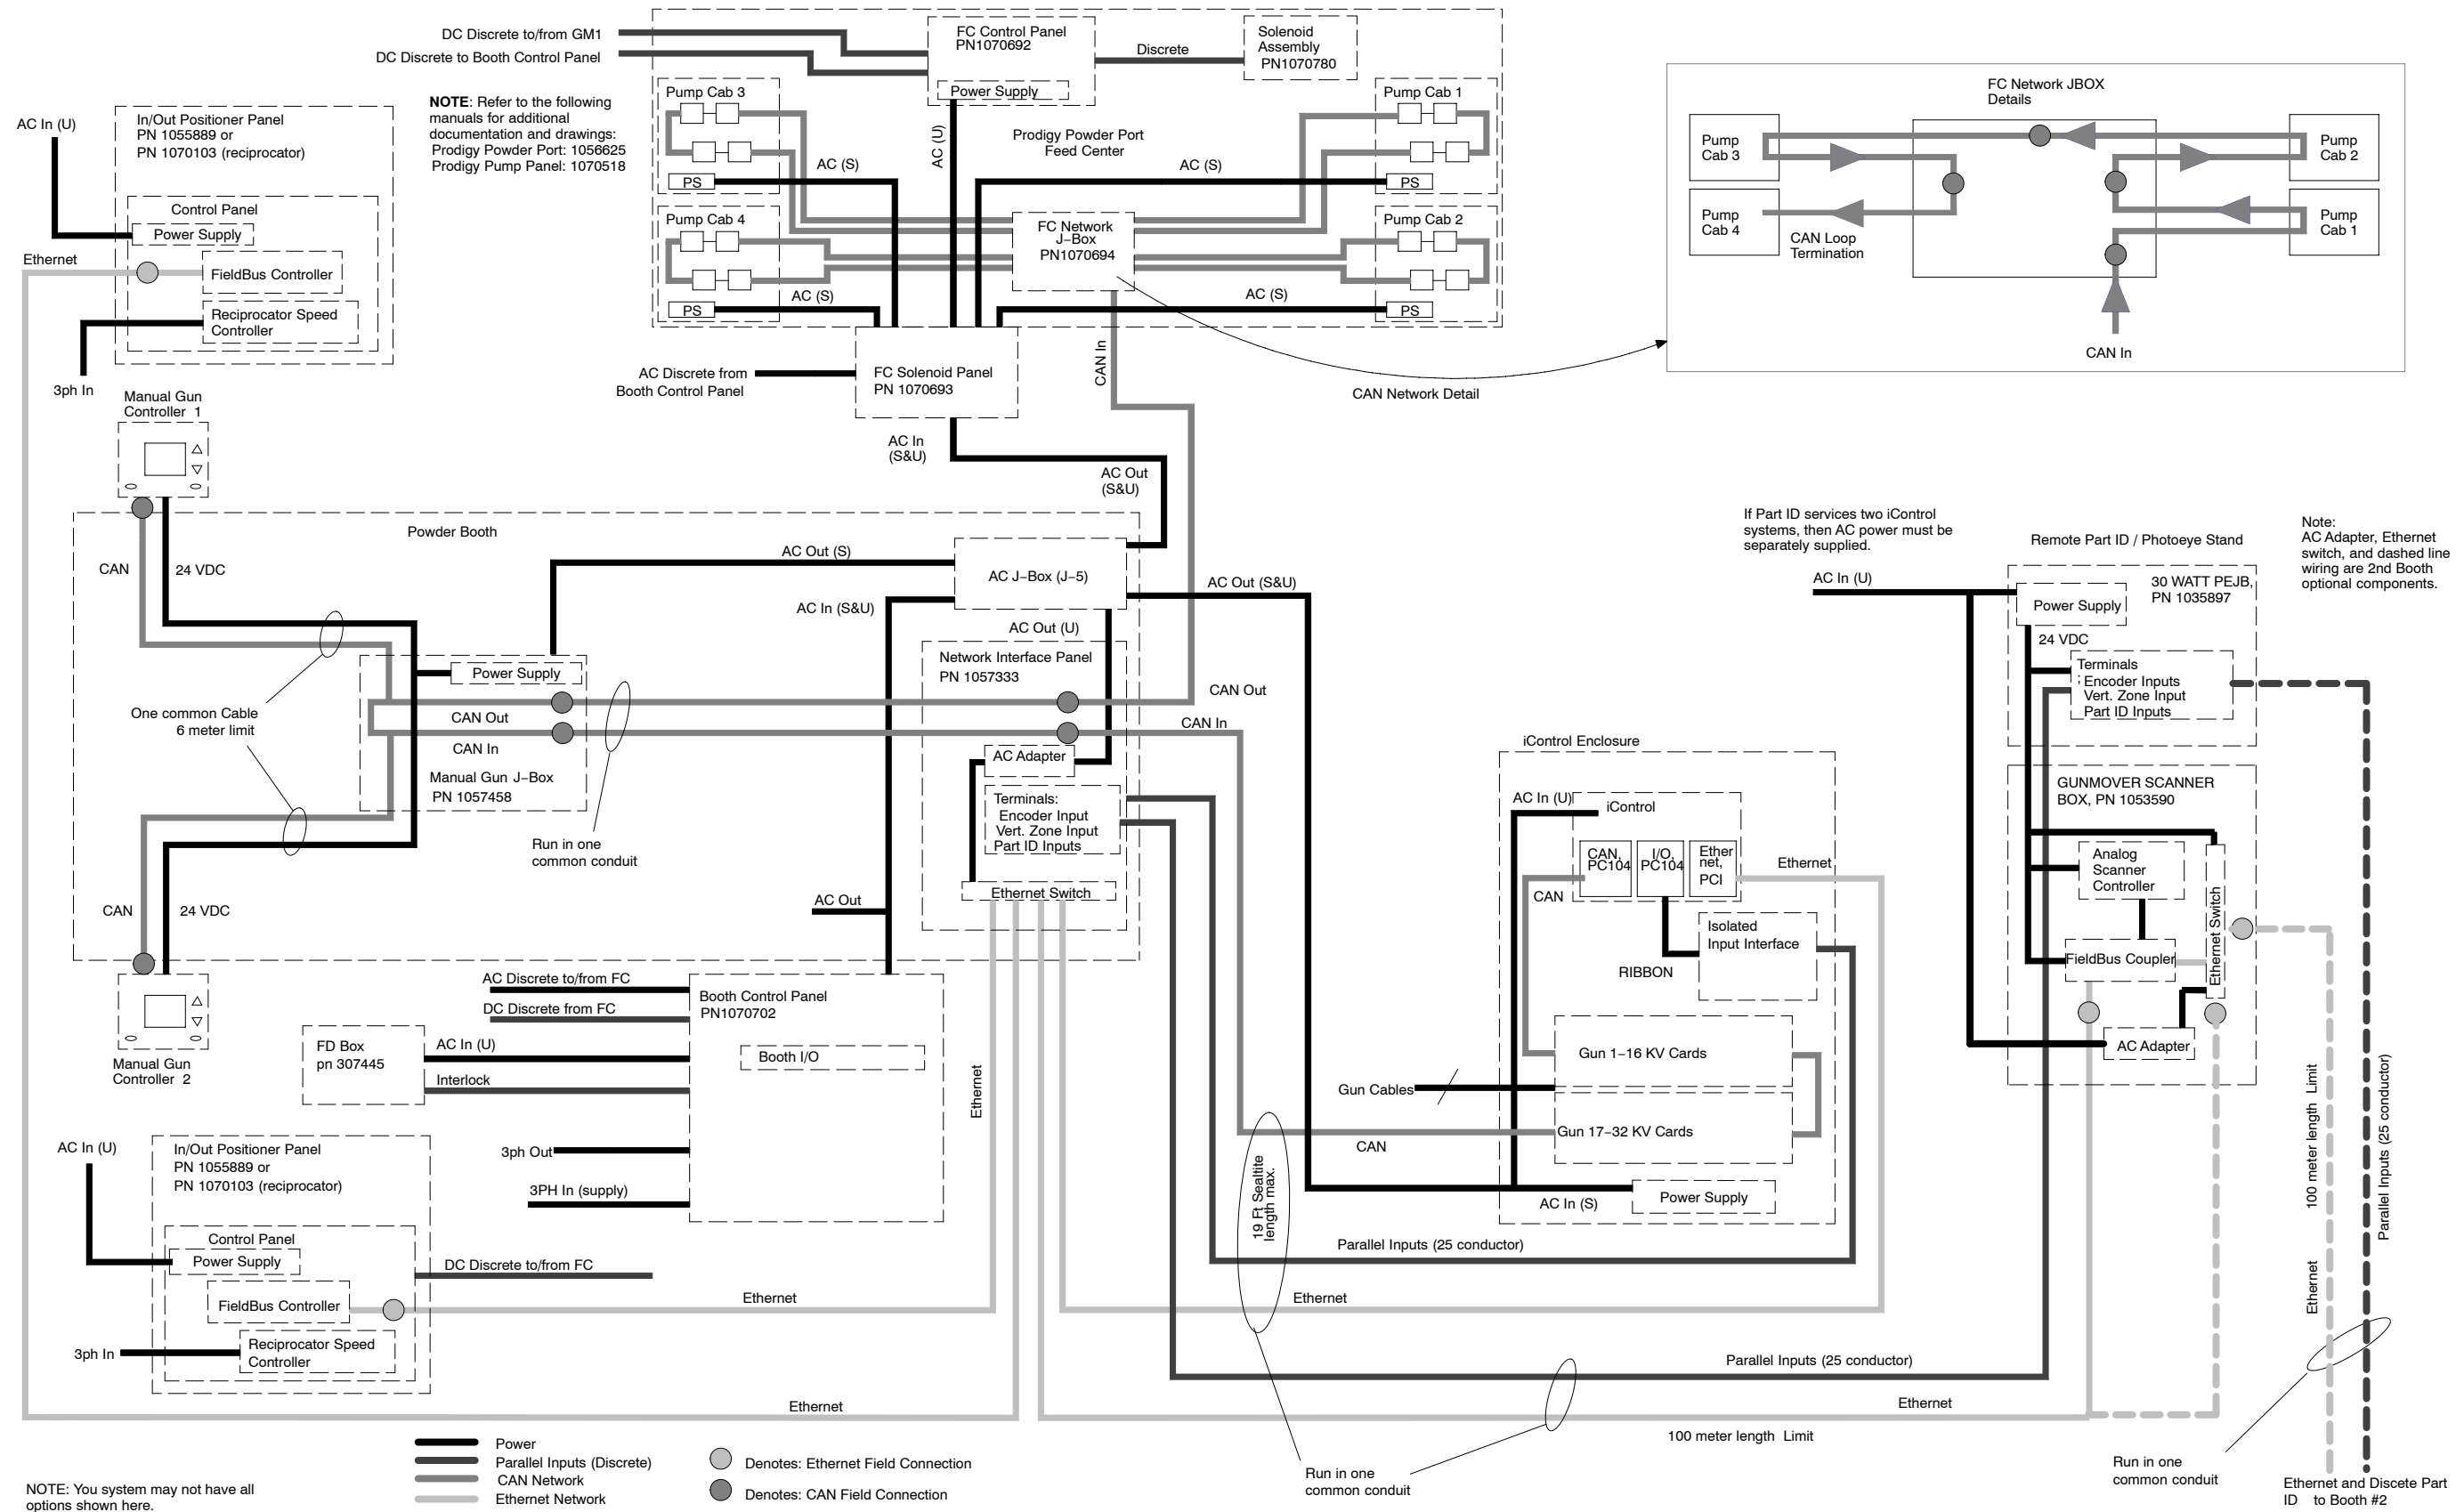 DC Discrete to/from GM1
DC Discrete to Booth Control Panel
FC Control Panel
PN1070692
Power Supply
Discrete
Solenoid
Assembly
PN1070780
NOTE: Refer to the following
manuals for additional
documentation and drawings:
Prodigy Powder Port: 1056625
Prodigy Pump Panel: 1070518
Pump Cab 3
PS
AC (S)
AC (U)
Prodigy Powder Port
Feed Center
AC (S)
Pump Cab 1
PS
Pump Cab 4
PS
AC (S)
FC Network
J-Box
PN1070694
AC (S)
Pump Cab 2
PS
FC Network JBOX
Details
Pump
Cab 3
Pump
Cab 4
CAN Loop
Termination
Pump
Cab 2
Pump
Cab 1
CAN In
CAN Network Detail
AC In (U)
In/Out Positioner Panel
PN 1055889 or
PN 1070103 (reciprocator)
Control Panel
Power Supply
Ethernet
FieldBus Controller
Reciprocator Speed
Controller
3ph In
AC Discrete from
Booth Control Panel
FC Solenoid Panel
PN 1070693
CAN In
AC In
(S&U)
AC Out
(S&U)
Manual Gun
Controller 1
Powder Booth
CAN
24 VDC
AC Out (S)
AC J-Box (J-5)
AC In (S&U)
AC Out (S&U)
AC Out (U)
Network Interface Panel
PN 1057333
Power Supply
One common Cable
6 meter limit
CAN Out
CAN In
Manual Gun J-Box
PN 1057458
CAN Out
CAN In
AC Adapter
Terminals:
Encoder Input
Vert. Zone Input
Part ID Inputs
Ethernet Switch
Run in one
common conduit
AC Out
CAN
24 VDC
Manual Gun
Controller 2
AC Discrete to/from FC
DC Discrete from FC
Booth Control Panel
PN1070702
Booth I/O
FD Box
pn 307445
AC In (U)
Interlock
3ph Out
3PH In (supply)
Ethernet
AC In (U)
In/Out Positioner Panel
PN 1055889 or
PN 1070103 (reciprocator)
Control Panel
Power Supply
DC Discrete to/from FC
FieldBus Controller
Ethernet
Reciprocator Speed
Controller
3ph In
Ethernet
iControl Enclosure
AC In (U)
iControl
CAN,
PC104
I/O,
PC104
Ether
net,
PCI
Ethernet
CAN
Isolated
Input Interface
RIBBON
Gun 1-16 KV Cards
Gun Cables
Gun 17-32 KV Cards
CAN
AC In (S)
Power Supply
19 Ft Sealtite
length max.
Parallel Inputs (25 conductor)
Ethernet
Parallel Inputs (25 conductor)
Ethernet
100 meter length Limit
Run in one
common conduit
If Part ID services two iControl
systems, then AC power must be
separately supplied.
AC In (U)
Remote Part ID / Photoeye Stand
Note:
AC Adapter, Ethernet
switch, and dashed line
wiring are 2nd Booth
optional components.
30 WATT PEJB,
PN 1035897
Power Supply
24 VDC
Terminals
Encoder Inputs
Vert. Zone Input
Part ID Inputs
GUNMOVER SCANNER
BOX, PN 1053590
Analog
Scanner
Controller
Ethernet Switch
FieldBus Coupler
AC Adapter
Ethernet
100 meter length Limit
Parallel Inputs (25 conductor)
Run in one
common conduit
Ethernet and Discete Part
ID to Booth #2
Power
Parallel Inputs (Discrete)
CAN Network
Ethernet Network
Denotes: Ethernet Field Connection
Denotes: CAN Field Connection
NOTE: You system may not have all
options shown here.